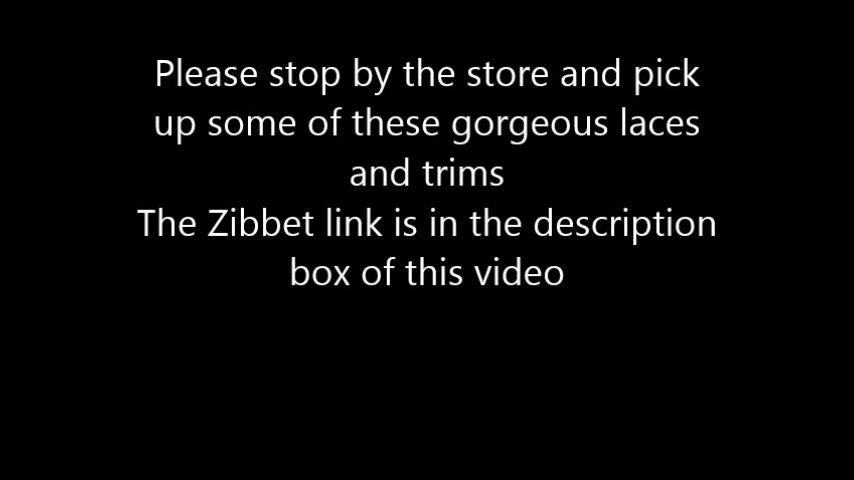 Please stop by the store and pick
up some of these gorgeous laces
and trims
The Zibbet link is in the description
box of this video